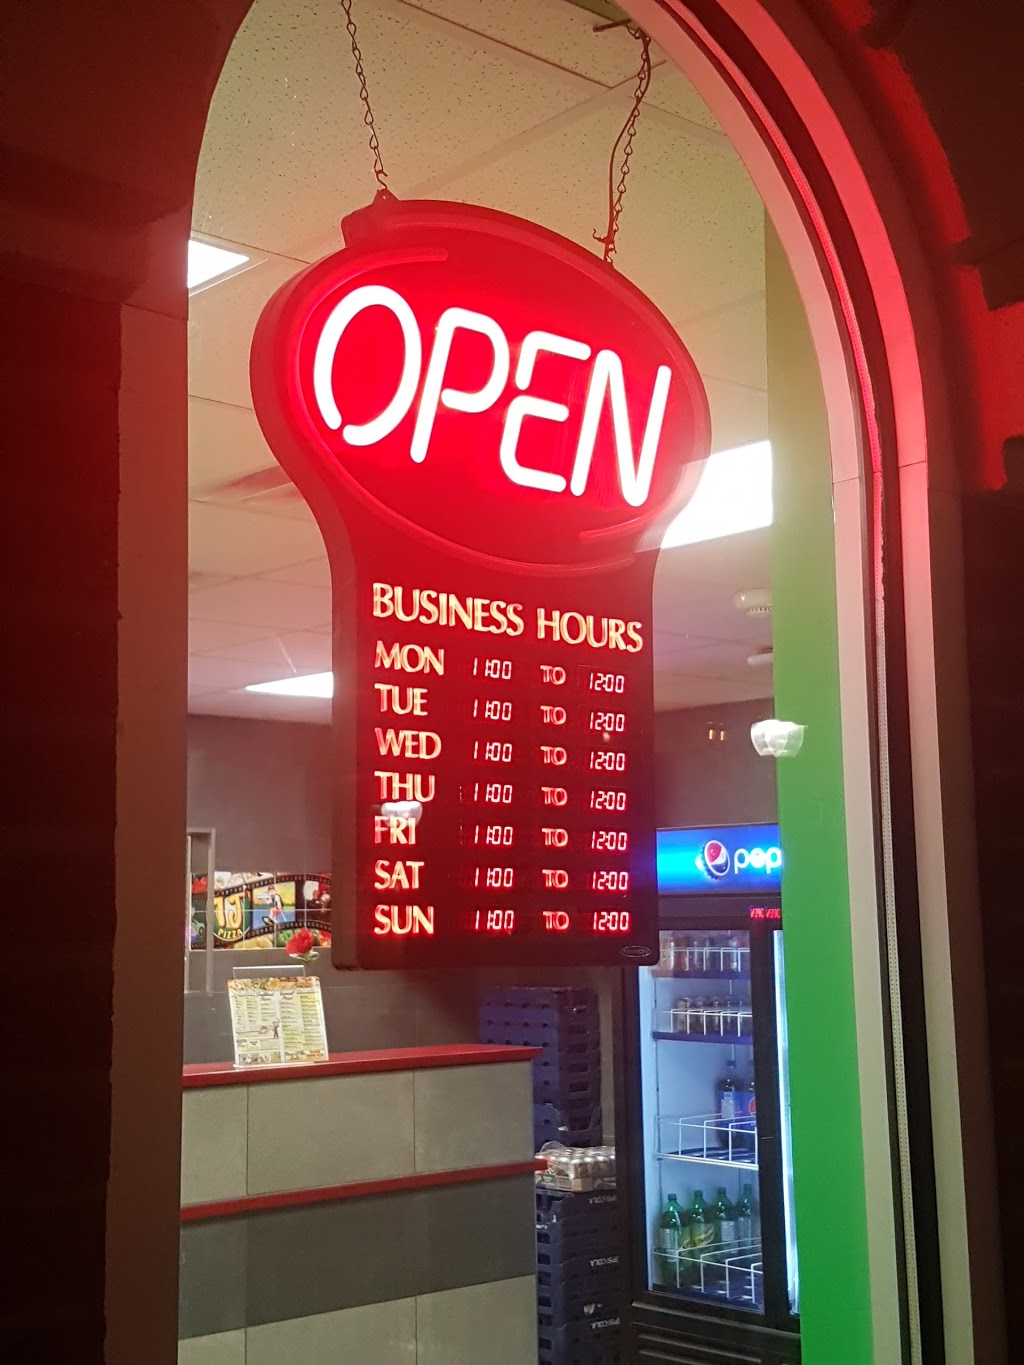 OPEN
BUSINESS HOURS
MON 11:00 TO 12:00
TUE 11:00 TO 12:00
WED 11:00 TO 12:00
THU 11:00 TO 12:00
FRI 11:00 TO 12:00
SAT 11:00 TO 12:00
SUN 11:00 TO 12:00
pep
PIZZA